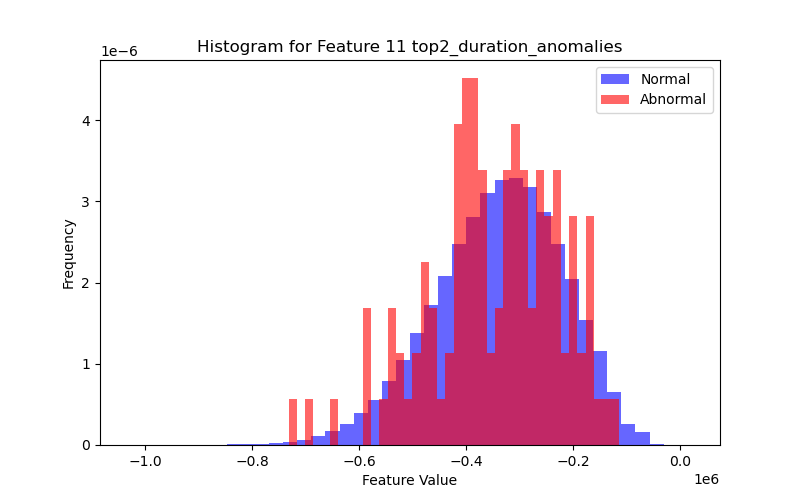 Histogram for Feature 11 top2_duration_anomalies
1e−6
Normal
Abnormal
4
3
2
1
0
Frequency
−1.0 −0.8 −0.6 −0.4 −0.2 0.0
1e6
Feature Value